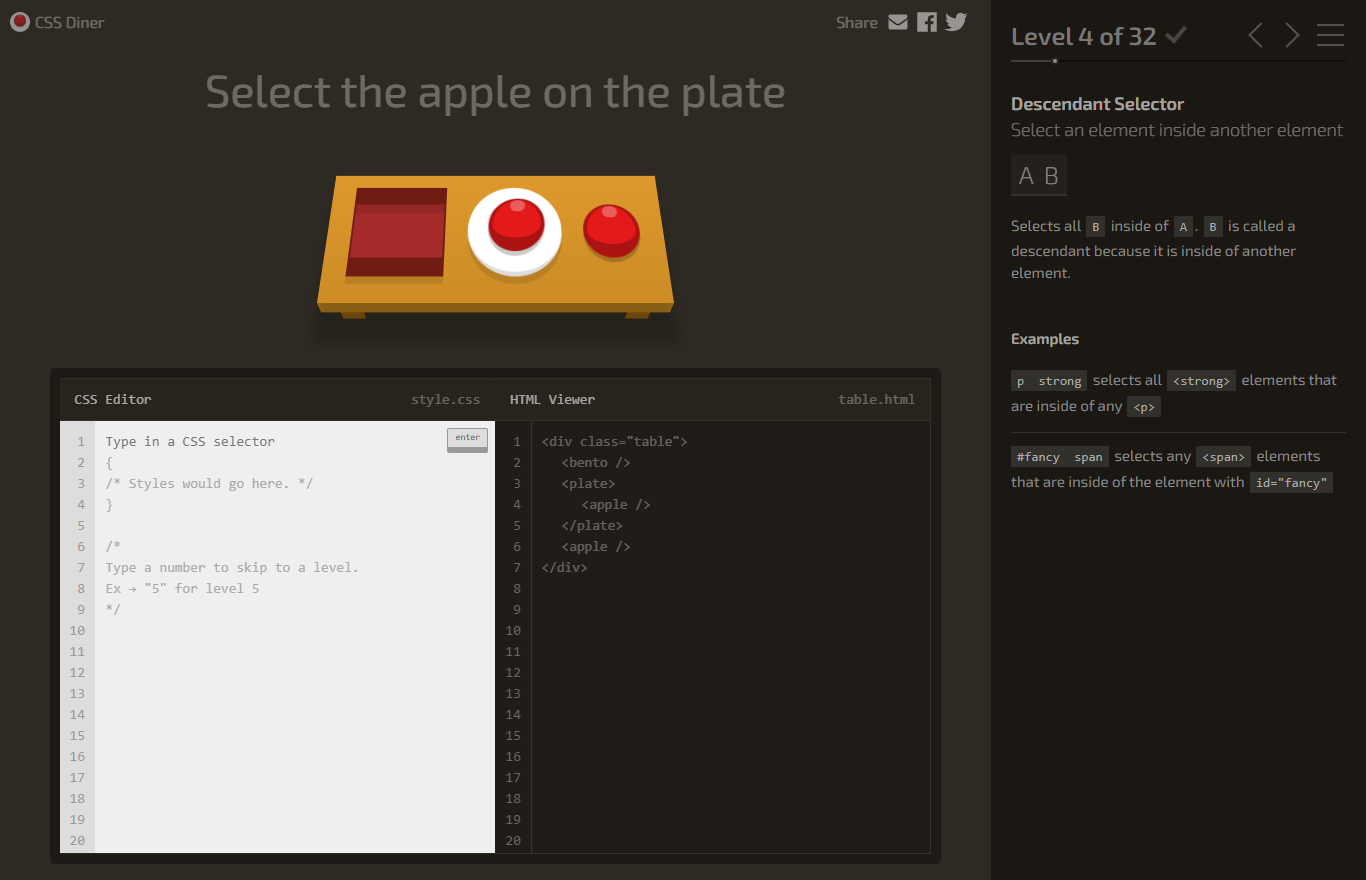 CSS Diner
Share
Select the apple on the plate
CSS Editor style.css
HTML Viewer table.html
1 Type in a CSS selector enter
2 {
3 /* Styles would go here. */
4 }
5
6 /*
7 Type a number to skip to a level.
8 Ex → "5" for level 5
9 */
10
11
12
13
14
15
16
17
18
19
20
1 <div class="table">
2 <bento />
3 <plate>
4 <apple />
5 </plate>
6 <apple />
7 </div>
8
9
10
11
12
13
14
15
16
17
18
19
20
Level 4 of 32
Descendant Selector
Select an element inside another element
A B
Selects all B inside of A . B is called a
descendant because it is inside of another
element.
Examples
p strong selects all <strong> elements that
are inside of any <p>
#fancy span selects any <span> elements
that are inside of the element with id="fancy"